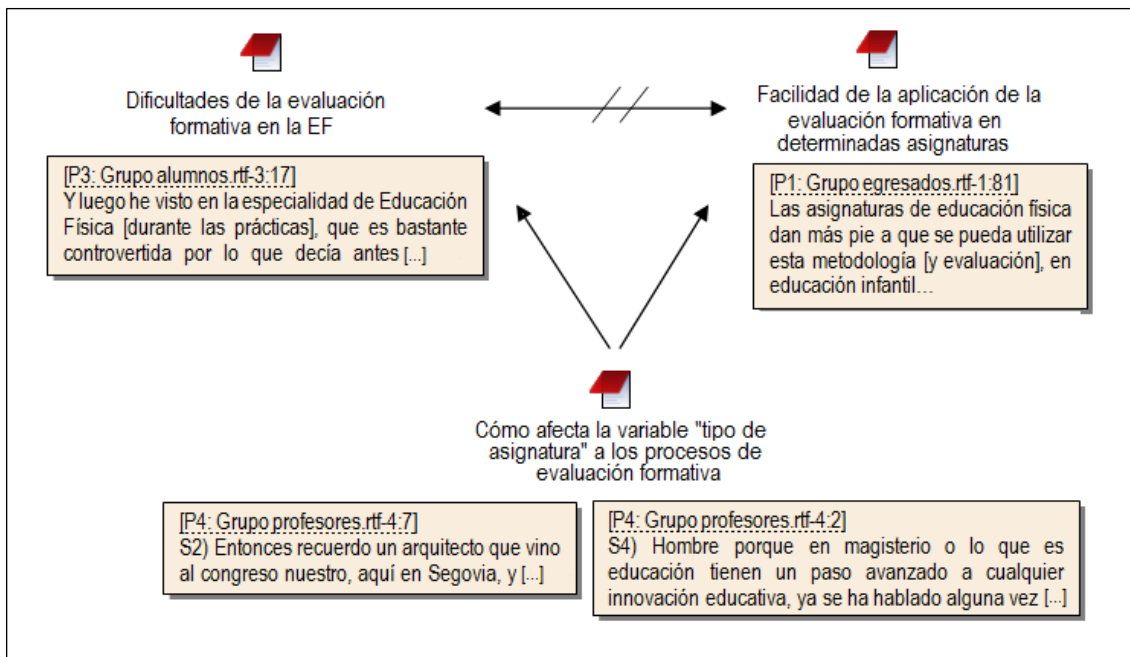 Dificultades de la evaluación
formativa en la EF
[P3: Grupo alumnos.rtf-3:17]
Y luego he visto en la especialidad de Educación
Física [durante las prácticas], que es bastante
controvertida por lo que decía antes [...]
Facilidad de la aplicación de la
evaluación formativa en
determinadas asignaturas
[P1: Grupo egresados.rtf-1:81]
Las asignaturas de educación física
dan más pie a que se pueda utilizar
esta metodología [y evaluación], en
educación infantil…
Cómo afecta la variable "tipo de
asignatura" a los procesos de
evaluación formativa
[P4: Grupo profesores.rtf-4:7]
S2) Entonces recuerdo un arquitecto que vino
al congreso nuestro, aquí en Segovia, y [...]
[P4: Grupo profesores.rtf-4:2]
S4) Hombre porque en magisterio o lo que es
educación tienen un paso avanzado a cualquier
innovación educativa, ya se ha hablado alguna vez [...]